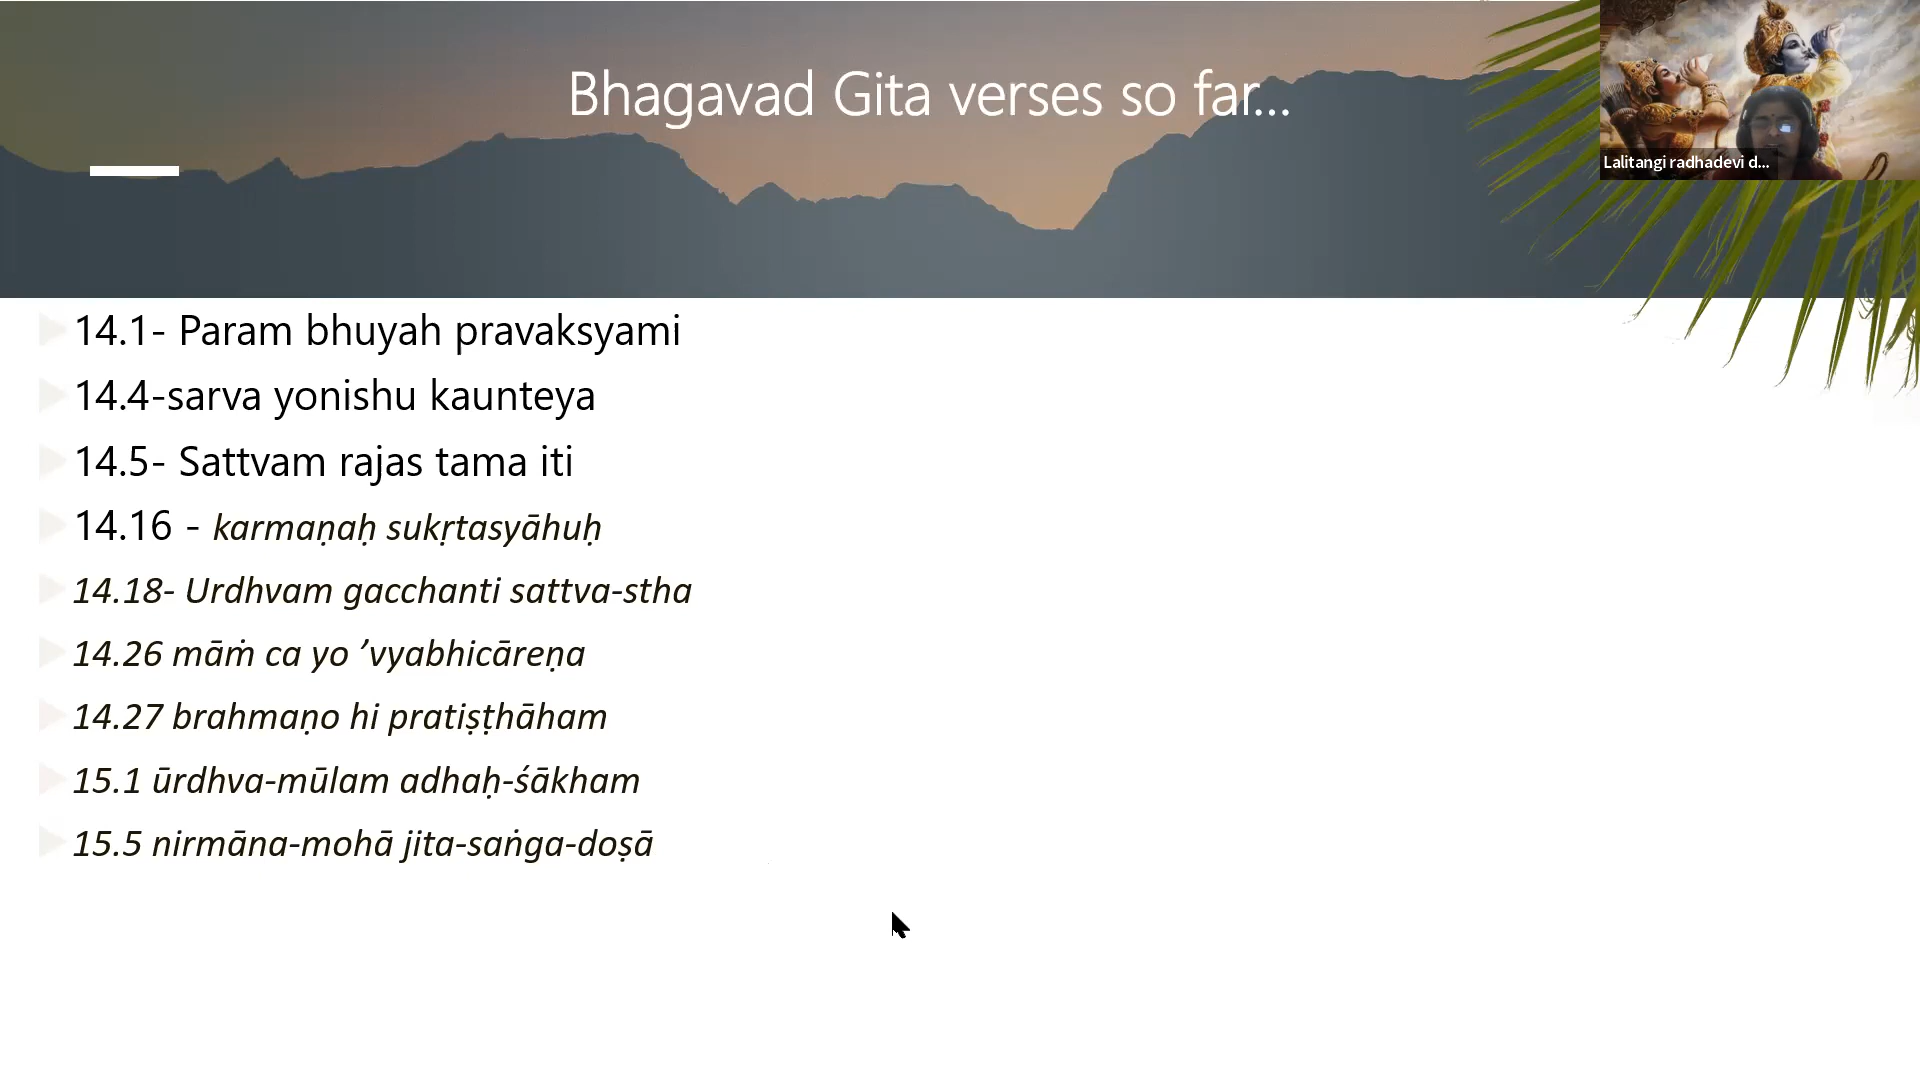 Bhagavad Gita verses so far...
Lalitangi radhadevi d...
14.1- Param bhuyah pravaksyami
14.4-sarva yonishu kaunteya
14.5- Sattvam rajas tama iti
14.16 - karmaṇaḥ sukṛtasyāhuḥ
14.18- Urdhvam gacchanti sattva-stha
14.26 māṁ ca yo ’vyabhicāreṇa
14.27 brahmaṇo hi pratiṣṭhāham
15.1 ūrdhva-mūlam adhaḥ-śākham
15.5 nirmāna-mohā jita-saṅga-doṣā